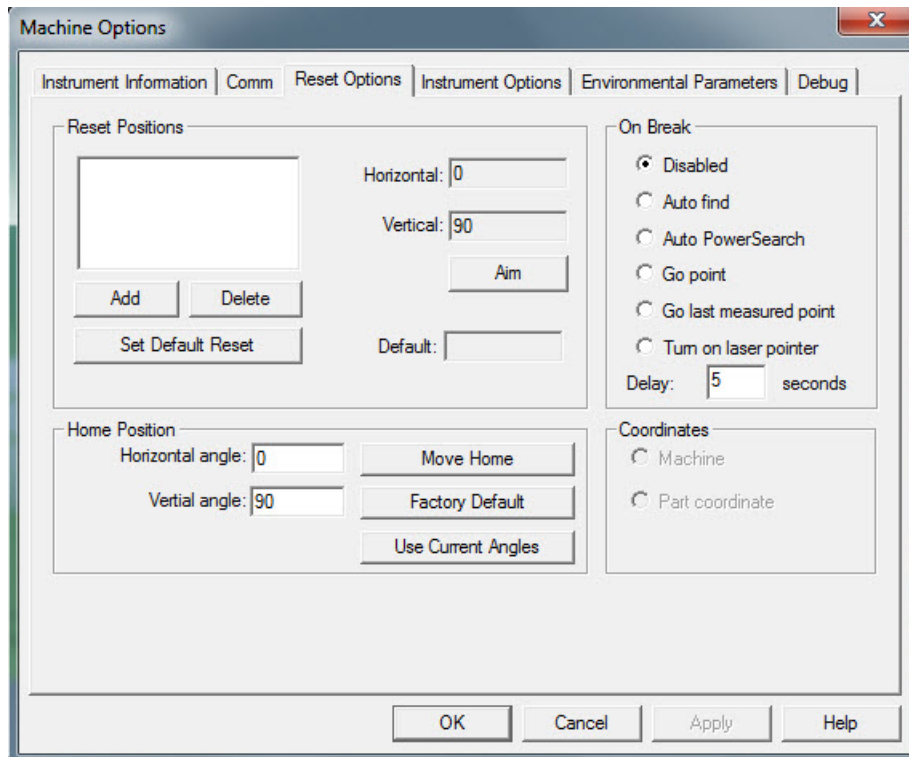 Machine Options
Instrument Information Comm Reset Options Instrument Options Environmental Parameters Debug
Reset Positions
Horizontal: 0
Vertical: 90
Aim
Add Delete
Set Default Reset
Default:
On Break
Disabled
Auto find
Auto PowerSearch
Go point
Go last measured point
Turn on laser pointer
Delay: 5 seconds
Home Position
Horizontal angle: 0
Move Home
Vertial angle: 90
Factory Default
Use Current Angles
Coordinates
Machine
Part coordinate
OK Cancel Apply Help